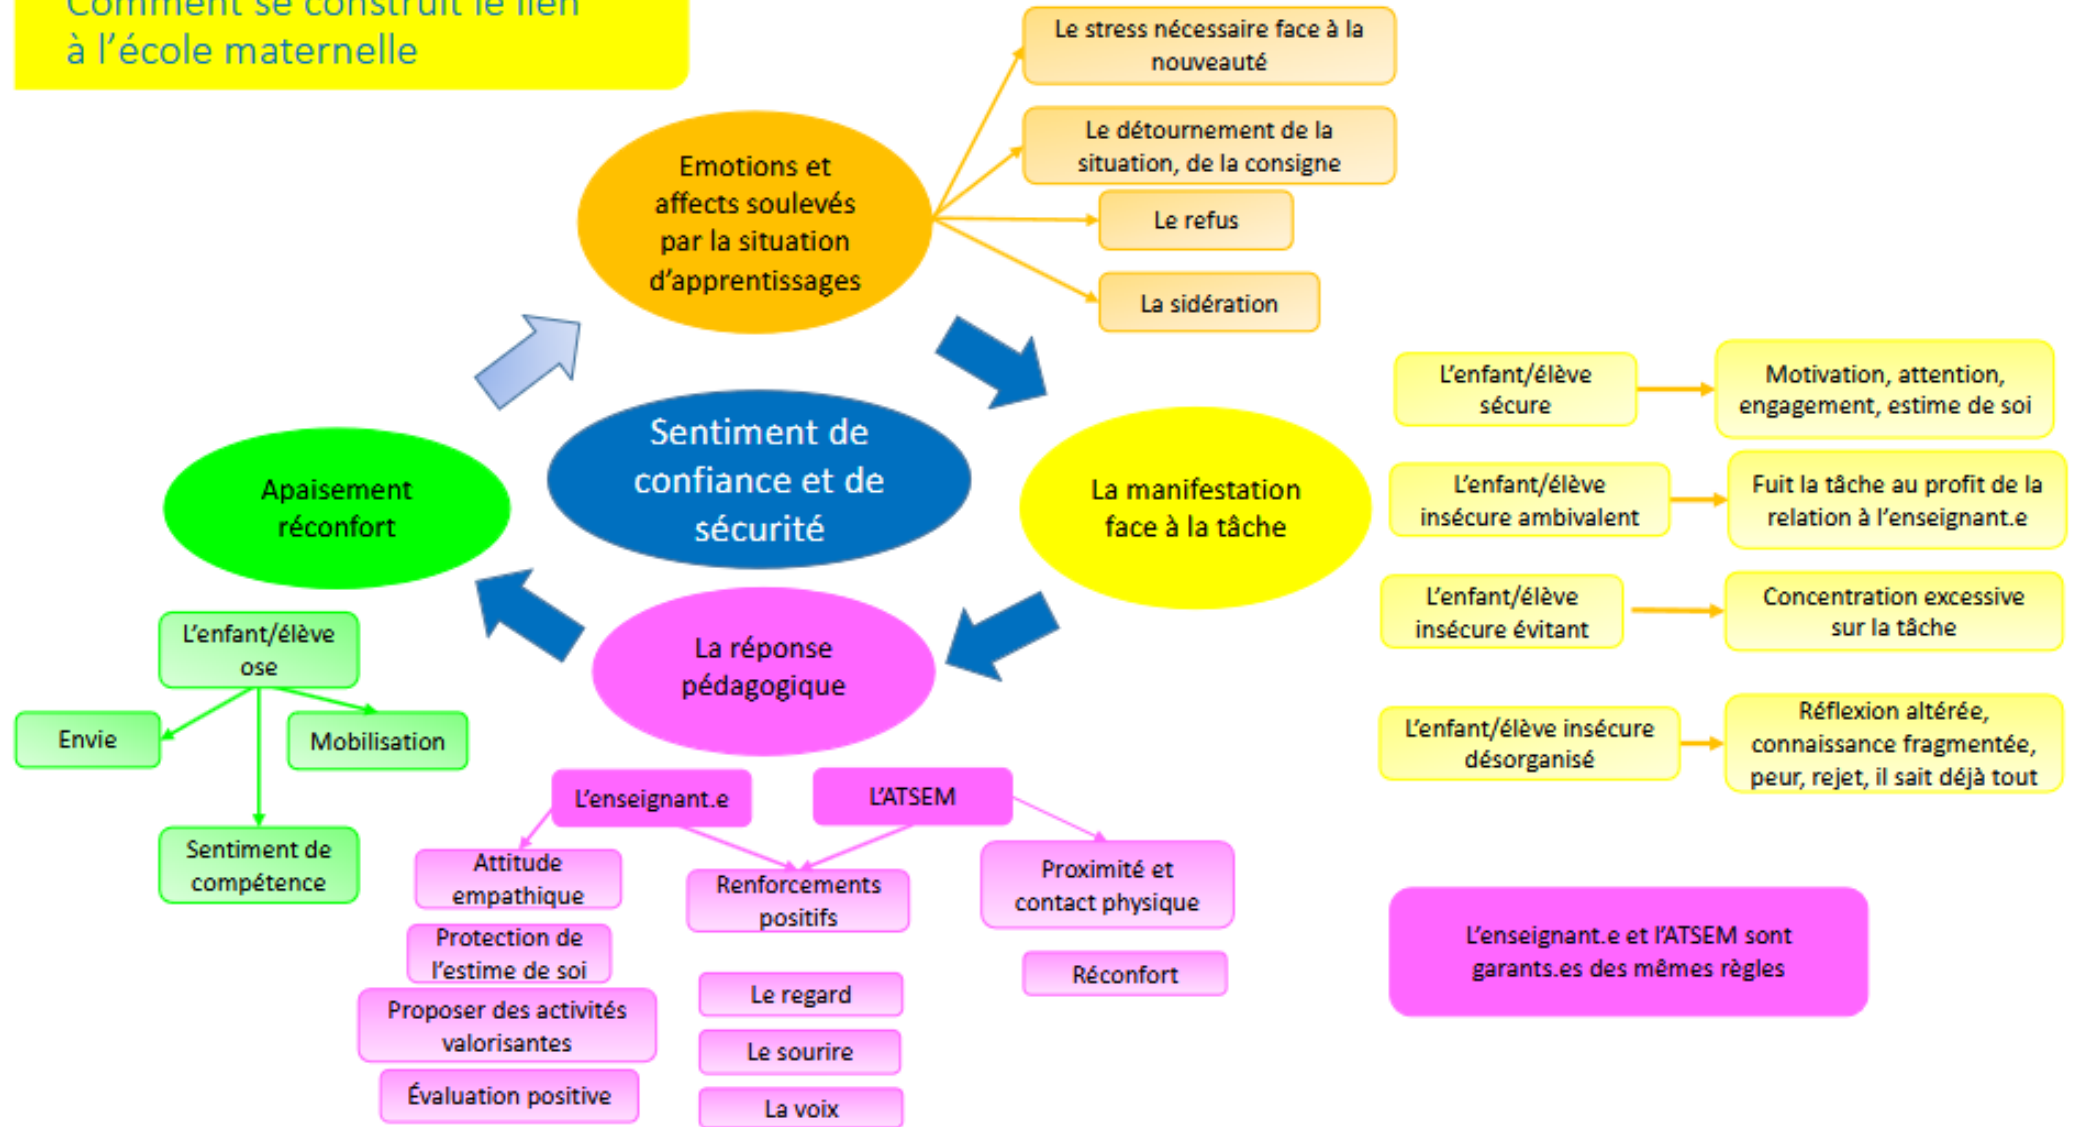 Comment se construit le lien
à l'école maternelle
Le stress nécessaire face à la
nouveauté
Le détournement de la
situation, de la consigne
Le refus
La sidération
Emotions et
affects soulevés
par la situation
d'apprentissages
Sentiment de
confiance et de
sécurité
Apaisement
réconfort
La manifestation
face à la tâche
L'enfant/élève
sécure
Motivation, attention,
engagement, estime de soi
L'enfant/élève
insécure ambivalent
Fuit la tâche au profit de la
relation à l'enseignant.e
L'enfant/élève
insécure évitant
Concentration excessive
sur la tâche
L'enfant/élève insécure
désorganisé
Réflexion altérée,
connaissance fragmentée,
peur, rejet, il sait déjà tout
La réponse
pédagogique
L'enfant/élève
ose
Envie
Mobilisation
Sentiment de
compétence
L'enseignant.e
L'ATSEM
Attitude
empathique
Protection de
l'estime de soi
Proposer des activités
valorisantes
Évaluation positive
Renforcements
positifs
Le regard
Le sourire
La voix
Proximité et
contact physique
Réconfort
L'enseignant.e et l'ATSEM sont
garants.es des mêmes règles